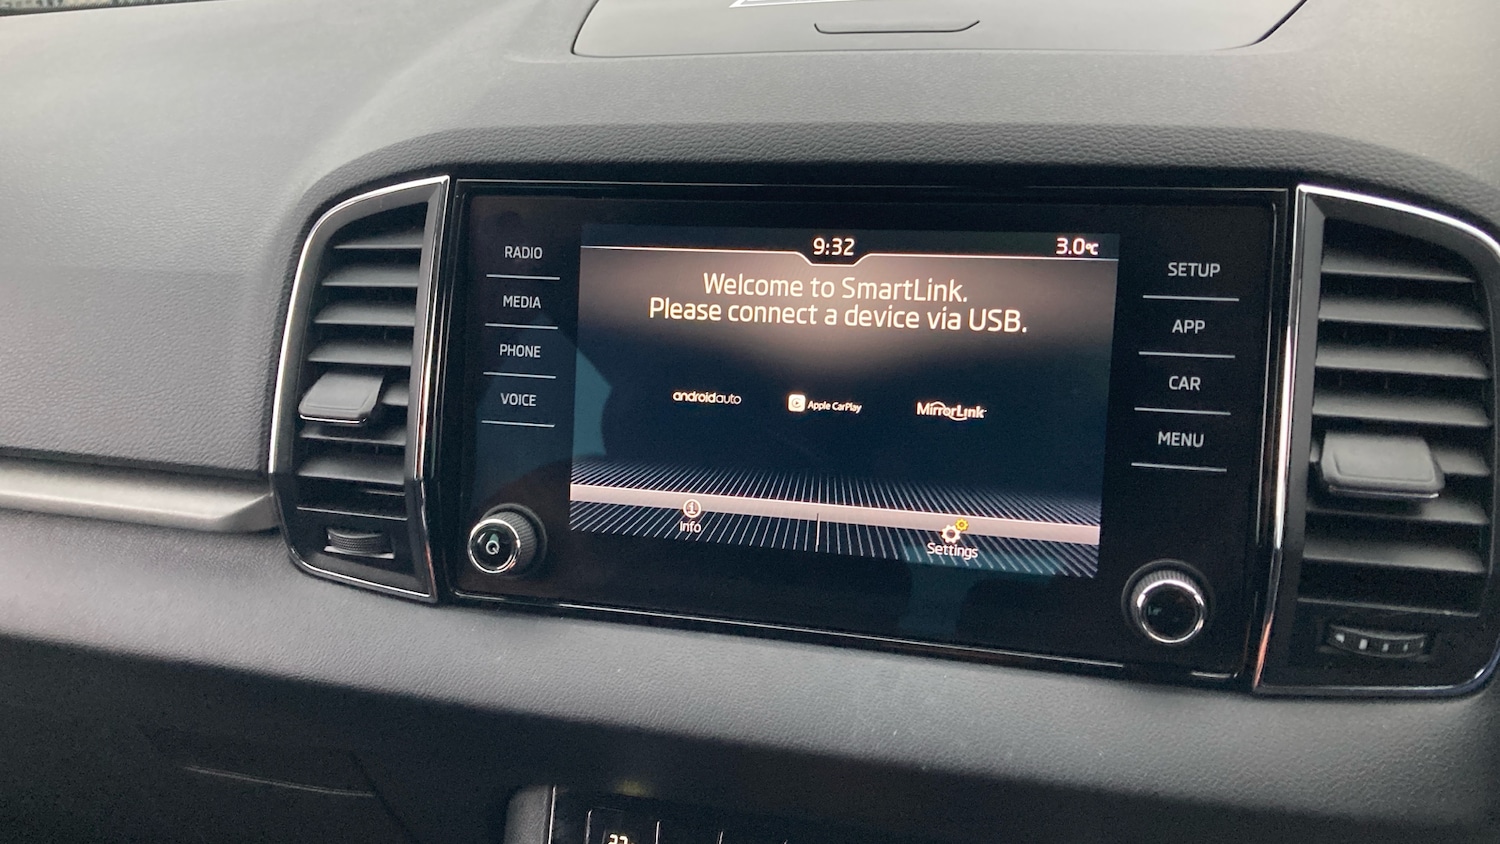 RADIO
MEDIA
PHONE
VOICE
9:32
3.0°C
Welcome to SmartLink.
Please connect a device via USB.
androidauto
Apple CarPlay
MirrorLink
Info
Settings
SETUP
APP
CAR
MENU